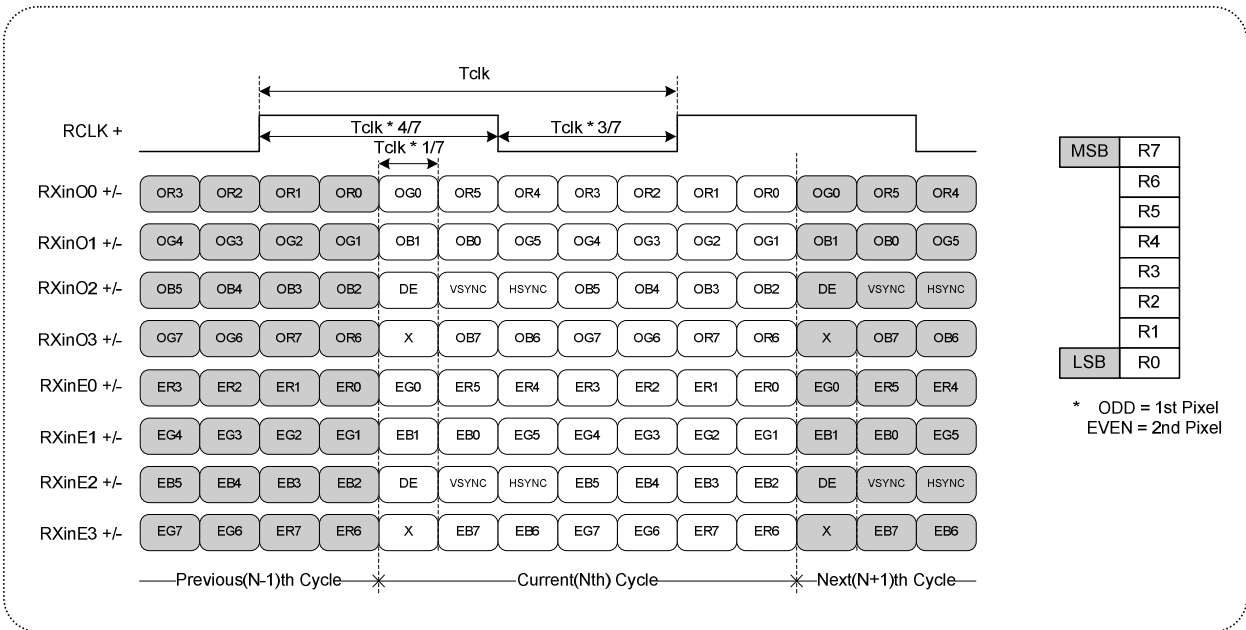 Tclk
RCLK +
Tclk * 4/7
Tclk * 3/7
Tclk * 1/7
RXinO0 +/- OR3 OR2 OR1 OR0 OG0 OR5 OR4 OR3 OR2 OR1 OR0 OG0 OR5 OR4
RXinO1 +/- OG4 OG3 OG2 OG1 OB1 OB0 OG5 OG4 OG3 OG2 OG1 OB1 OB0 OG5
RXinO2 +/- OB5 OB4 OB3 OB2 DE VSYNC HSYNC OB5 OB4 OB3 OB2 DE VSYNC HSYNC
RXinO3 +/- OG7 OG6 OR7 OR6 X OB7 OB6 OG7 OG6 OR7 OR6 X OB7 OB6
RXinE0 +/- ER3 ER2 ER1 ER0 EG0 ER5 ER4 ER3 ER2 ER1 ER0 EG0 ER5 ER4
RXinE1 +/- EG4 EG3 EG2 EG1 EB1 EB0 EG5 EG4 EG3 EG2 EG1 EB1 EB0 EG5
RXinE2 +/- EB5 EB4 EB3 EB2 DE VSYNC HSYNC EB5 EB4 EB3 EB2 DE VSYNC HSYNC
RXinE3 +/- EG7 EG6 ER7 ER6 X EB7 EB6 EG7 EG6 ER7 ER6 X EB7 EB6
Previous(N-1)th Cycle Current(Nth) Cycle Next(N+1)th Cycle
MSB R7
R6
R5
R4
R3
R2
R1
LSB R0
* ODD = 1st Pixel
EVEN = 2nd Pixel